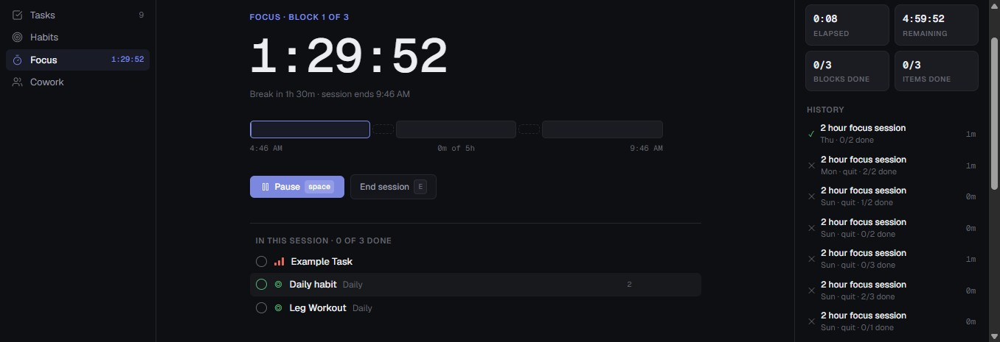 Tasks 9
Habits
Focus 1:29:52
Cowork
FOCUS · BLOCK 1 OF 3
1:29:52
Break in 1h 30m · session ends 9:46 AM
4:46 AM 0m of 5h 9:46 AM
Pause space End session E
IN THIS SESSION · 0 OF 3 DONE
Example Task
Daily habit Daily 2
Leg Workout Daily
0:08 4:59:52
ELAPSED REMAINING
0/3 0/3
BLOCKS DONE ITEMS DONE
HISTORY
2 hour focus session 1m
Thu · 0/2 done
2 hour focus session 1m
Mon · quit · 2/2 done
2 hour focus session 0m
Sun · quit · 1/2 done
2 hour focus session 0m
Sun · quit · 0/2 done
2 hour focus session 1m
Sun · quit · 0/3 done
2 hour focus session 0m
Sun · quit · 2/3 done
2 hour focus session 0m
Sun · quit · 0/1 done